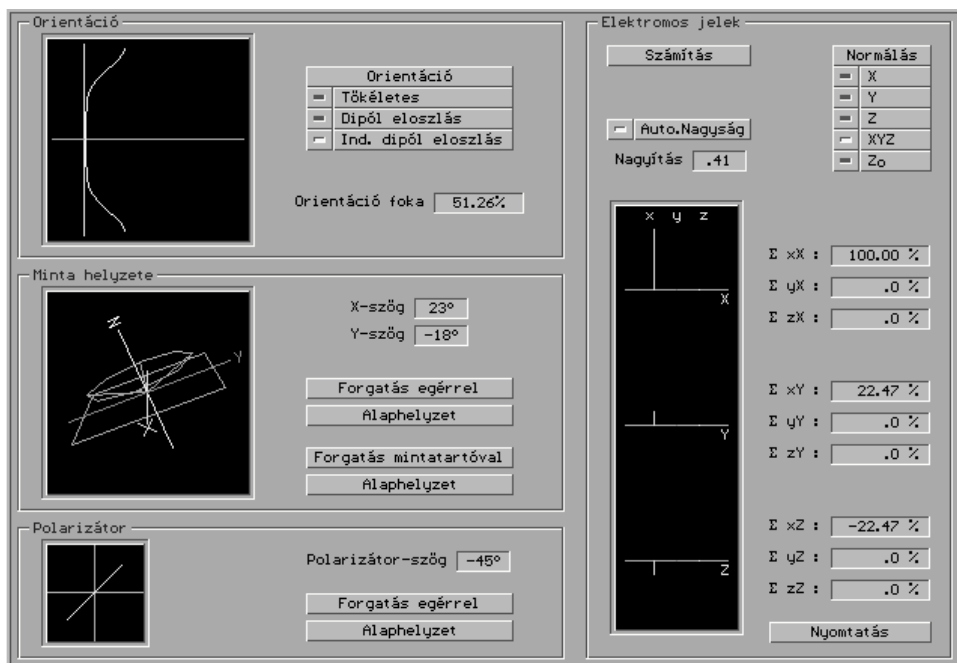 Orientáció
Orientáció
Tökéletes
Dipól eloszlás
Ind. dipól eloszlás
Orientáció foka 51.26%
Minta helyzete
Z
Y
X
X-szög 23°
Y-szög -18°
Forgatás egérrel
Alaphelyzet
Forgatás mintatartóval
Alaphelyzet
Polarizátor
Polarizátor-szög -45°
Forgatás egérrel
Alaphelyzet
Elektromos jelek
Számítás
Normálás
X
Y
Z
XYZ
Zo
Auto.Nagyság
Nagyítás .41
x y z
X
Y
Z
Σ xX : 100.00 %
Σ yX : .0 %
Σ zX : .0 %
Σ xY : 22.47 %
Σ yY : .0 %
Σ zY : .0 %
Σ xZ : -22.47 %
Σ yZ : .0 %
Σ zZ : .0 %
Nyomtatás